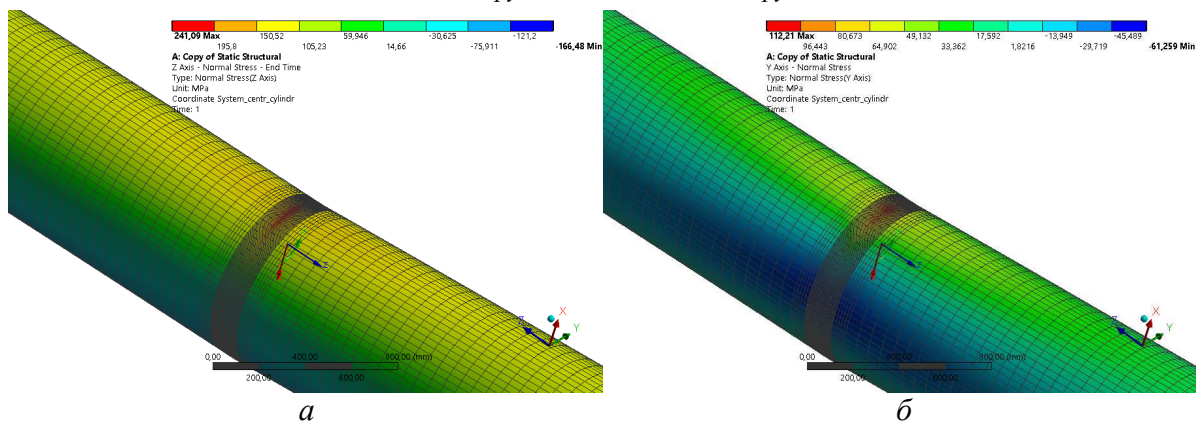 241,09 Max 150,52 59,946 -30,625 -121,2
195,8 105,23 14,66 -75,911 -166,48 Min
A: Copy of Static Structural
Z Axis - Normal Stress - End Time
Type: Normal Stress(Z Axis)
Unit: MPa
Coordinate System_centr_cylindr
Time: 1
Z
X
Y
Z
0,00 400,00 800,00 (mm)
200,00 600,00
а
112,21 Max 80,673 49,132 17,592 -13,949 -45,489
96,443 64,902 33,362 1,8216 -29,719 -61,259 Min
A: Copy of Static Structural
Y Axis - Normal Stress
Type: Normal Stress(Y Axis)
Unit: MPa
Coordinate System_centr_cylindr
Time: 1
Z
X
Y
Z
0,00 400,00 800,00 (mm)
200,00 600,00
б